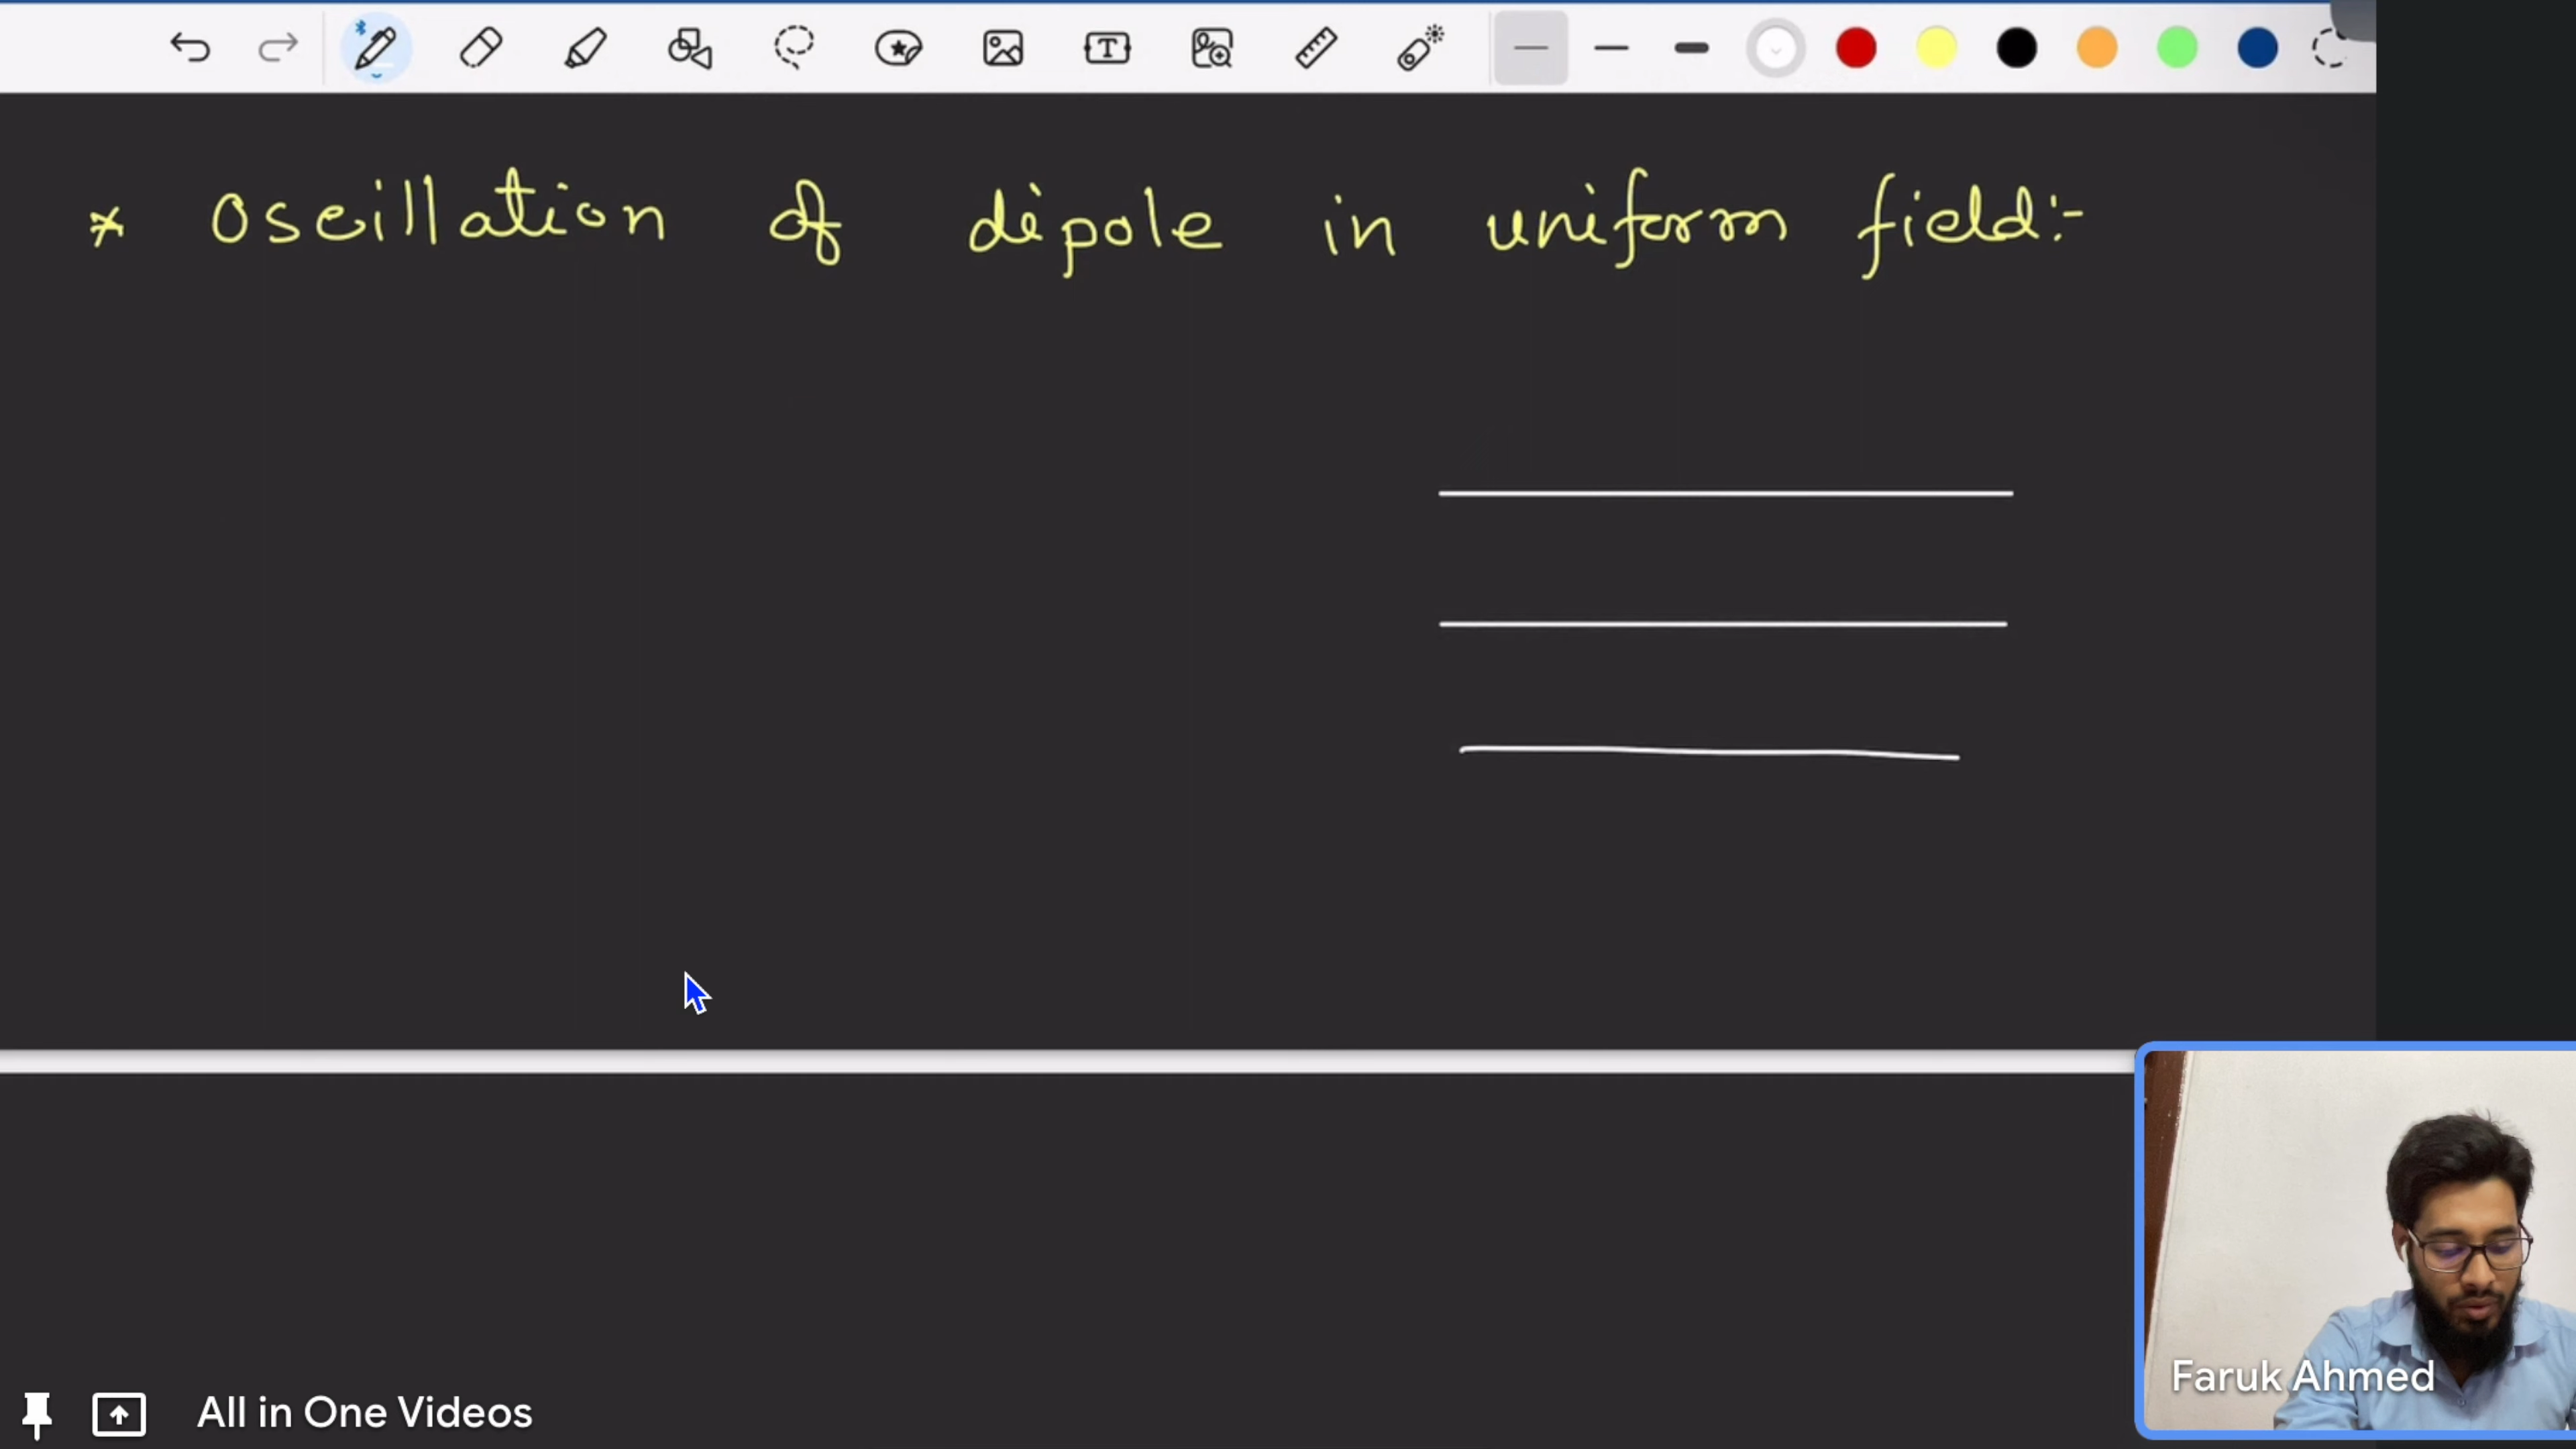 * Oscillation of dipole in uniform field:-
Faruk Ahmed
All in One Videos